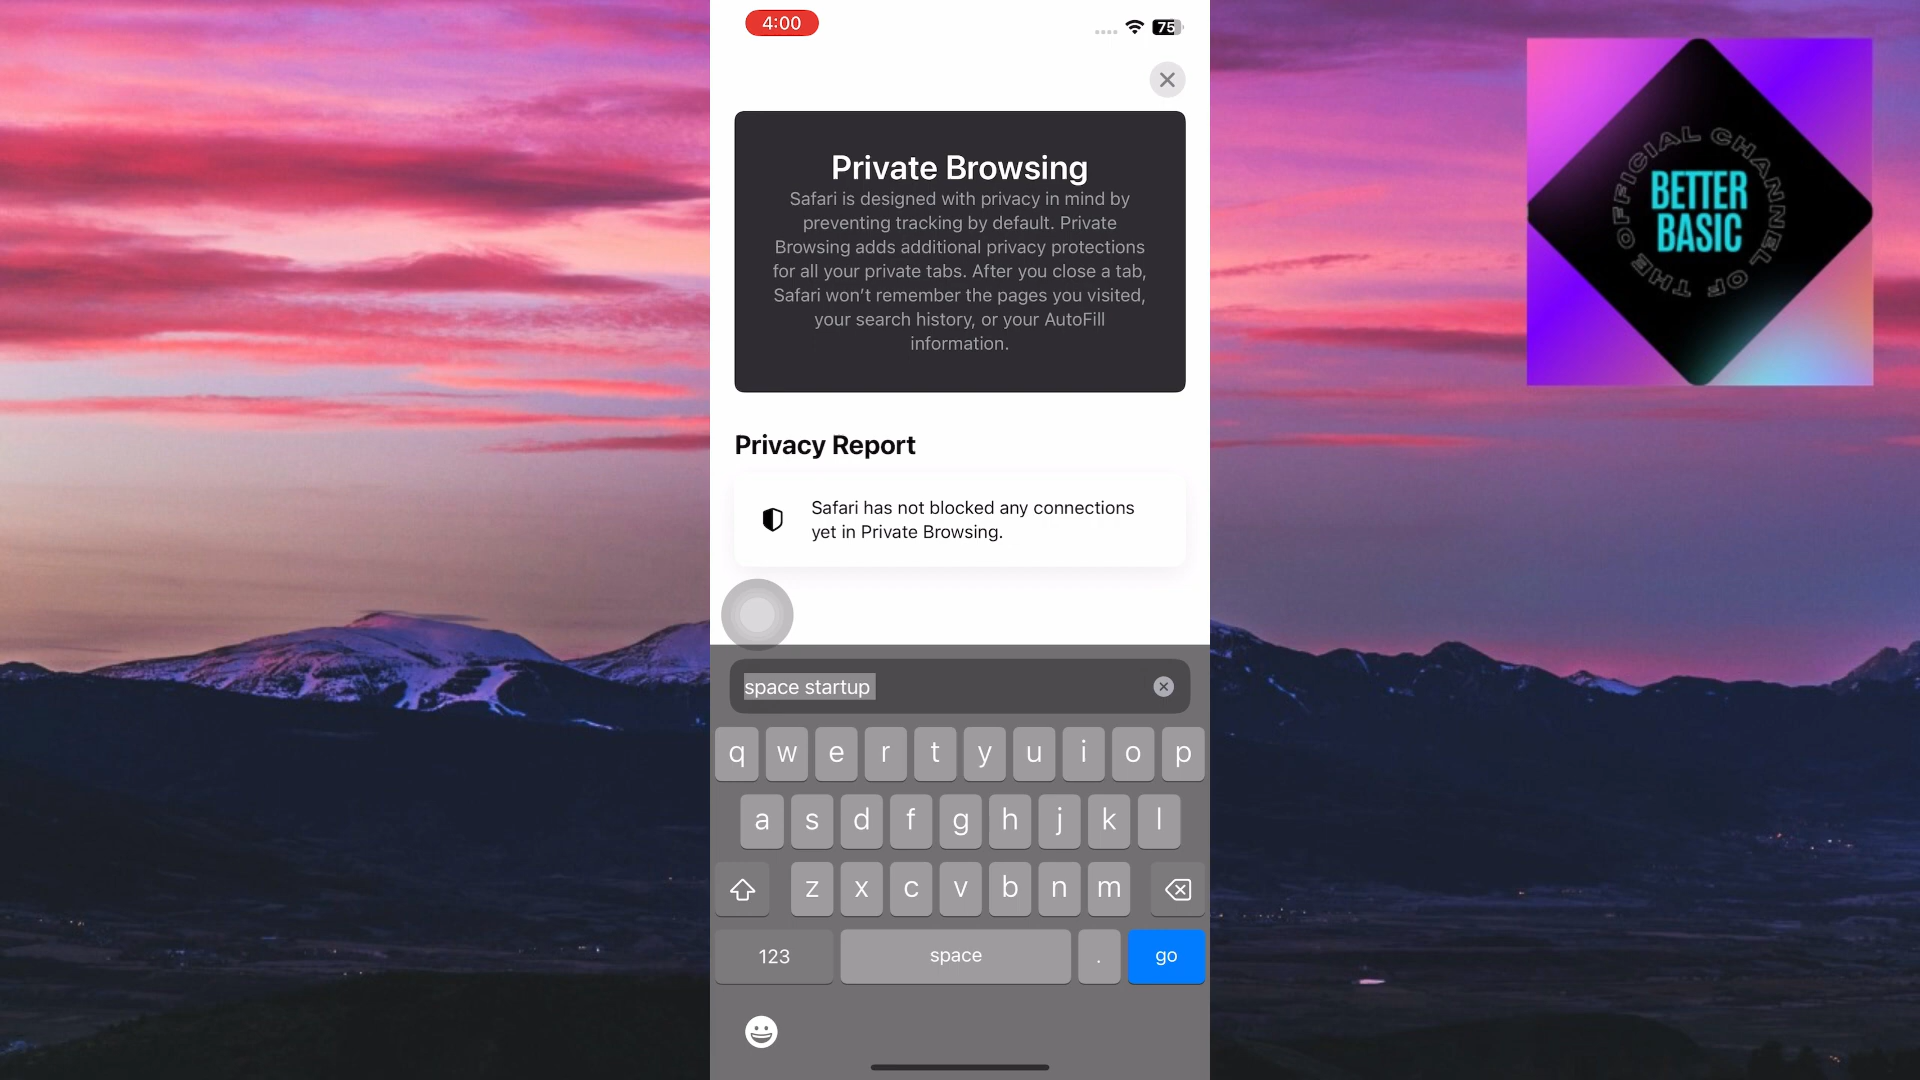 4:00
75
Private Browsing
Safari is designed with privacy in mind by
preventing tracking by default. Private
Browsing adds additional privacy protections
for all your private tabs. After you close a tab,
Safari won’t remember the pages you visited,
your search history, or your AutoFill
information.
Privacy Report
Safari has not blocked any connections
yet in Private Browsing.
space startup
q w e r t y u i o p
a s d f g h j k l
z x c v b n m
123 space . go
OFFICIAL CHANNEL OF THE
BETTER
BASIC